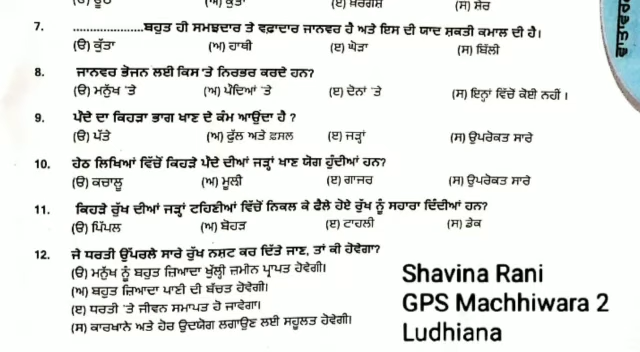 (ੲ) ਖ਼ਰਗੋਸ਼ (ਸ) ਸ਼ੇਰ
7. .....................ਬਹੁਤ ਹੀ ਸਮਝਦਾਰ ਤੇ ਵਫ਼ਾਦਾਰ ਜਾਨਵਰ ਹੈ ਅਤੇ ਇਸ ਦੀ ਯਾਦ ਸ਼ਕਤੀ ਕਮਾਲ ਦੀ ਹੈ।
(ੳ) ਕੁੱਤਾ (ਅ) ਹਾਥੀ (ੲ) ਘੋੜਾ (ਸ) ਬਿੱਲੀ
8. ਜਾਨਵਰ ਭੋਜਨ ਲਈ ਕਿਸ 'ਤੇ ਨਿਰਭਰ ਕਰਦੇ ਹਨ?
(ੳ) ਮਨੁੱਖ 'ਤੇ (ਅ) ਪੌਦਿਆਂ 'ਤੇ (ੲ) ਦੋਨਾਂ 'ਤੇ (ਸ) ਇਨ੍ਹਾਂ ਵਿੱਚੋਂ ਕੋਈ ਨਹੀਂ ।
9. ਪੌਦੇ ਦਾ ਕਿਹੜਾ ਭਾਗ ਖਾਣ ਦੇ ਕੰਮ ਆਉਂਦਾ ਹੈ ?
(ੳ) ਪੱਤੇ (ਅ) ਫੁੱਲ ਅਤੇ ਫ਼ਸਲ (ੲ) ਜੜ੍ਹਾਂ (ਸ) ਉਪਰੋਕਤ ਸਾਰੇ
10. ਹੇਠ ਲਿਖਿਆਂ ਵਿੱਚੋਂ ਕਿਹੜੇ ਪੌਦੇ ਦੀਆਂ ਜੜ੍ਹਾਂ ਖਾਣ ਯੋਗ ਹੁੰਦੀਆਂ ਹਨ?
(ੳ) ਕਚਾਲੂ (ਅ) ਮੂਲੀ (ੲ) ਗਾਜਰ (ਸ) ਉਪਰੋਕਤ ਸਾਰੇ
11. ਕਿਹੜੇ ਰੁੱਖ ਦੀਆਂ ਜੜ੍ਹਾਂ ਟਹਿਣੀਆਂ ਵਿੱਚੋਂ ਨਿਕਲ ਕੇ ਫੈਲੇ ਹੋਏ ਰੁੱਖ ਨੂੰ ਸਹਾਰਾ ਦਿੰਦੀਆਂ ਹਨ?
(ੳ) ਪਿੱਪਲ (ਅ) ਬੋਹੜ (ੲ) ਟਾਹਲੀ (ਸ) ਡੇਕ
12. ਜੇ ਧਰਤੀ ਉੱਪਰਲੇ ਸਾਰੇ ਰੁੱਖ ਨਸ਼ਟ ਕਰ ਦਿੱਤੇ ਜਾਣ, ਤਾਂ ਕੀ ਹੋਵੇਗਾ?
(ੳ) ਮਨੁੱਖ ਨੂੰ ਬਹੁਤ ਜ਼ਿਆਦਾ ਖੁੱਲ੍ਹੀ ਜ਼ਮੀਨ ਪ੍ਰਾਪਤ ਹੋਵੇਗੀ।
(ਅ) ਬਹੁਤ ਜ਼ਿਆਦਾ ਪਾਣੀ ਦੀ ਬੱਚਤ ਹੋਵੇਗੀ।
(ੲ) ਧਰਤੀ 'ਤੇ ਜੀਵਨ ਸਮਾਪਤ ਹੋ ਜਾਵੇਗਾ।
(ਸ) ਕਾਰਖਾਨੇ ਅਤੇ ਹੋਰ ਉਦਯੋਗ ਲਗਾਉਣ ਲਈ ਸਹੂਲਤ ਹੋਵੇਗੀ।
Shavina Rani
GPS Machhiwara 2
Ludhiana